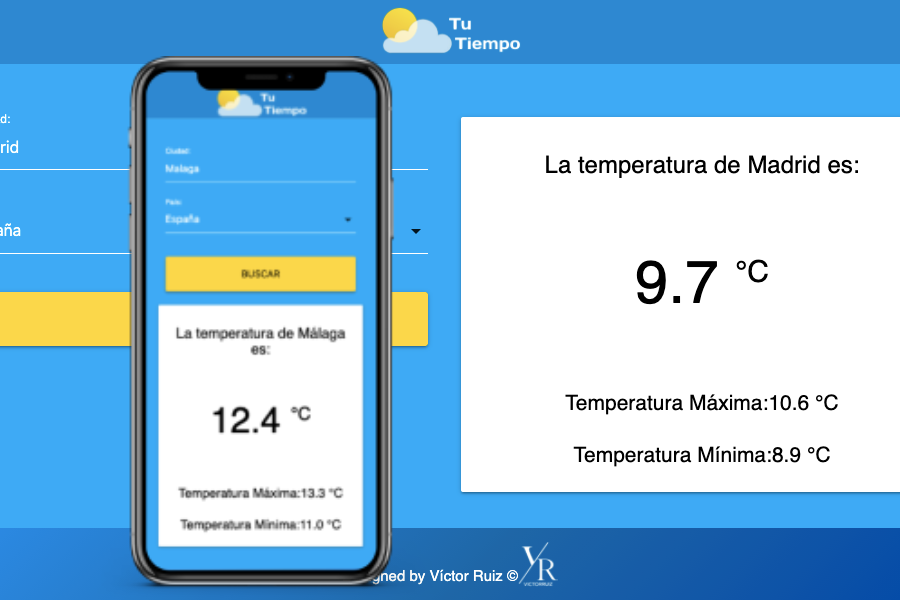 Tu
Tiempo
d:
rid
aña
La temperatura de Madrid es:
9.7 °C
Temperatura Máxima:10.6 °C
Temperatura Mínima:8.9 °C
Tu
Tiempo
Ciudad:
Malaga
País:
España
BUSCAR
La temperatura de Málaga
es:
12.4 °C
Temperatura Máxima:13.3 °C
Temperatura Mínima:11.0 °C
gned by Víctor Ruiz ©
VR
VICTORRUIZ